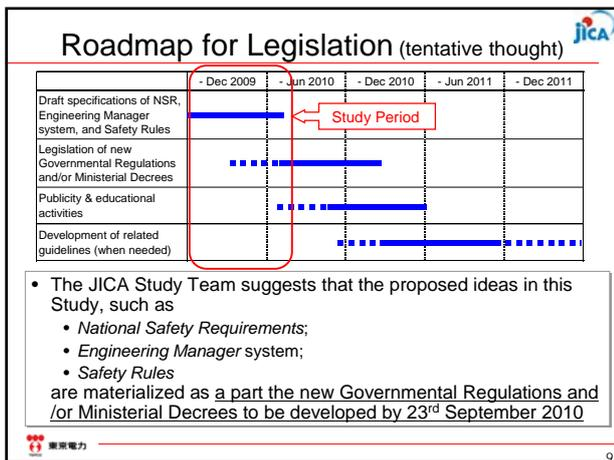 jica
Roadmap for Legislation (tentative thought)
- Dec 2009 - Jun 2010 - Dec 2010 - Jun 2011 - Dec 2011
Draft specifications of NSR,
Engineering Manager
system, and Safety Rules
Study Period
Legislation of new
Governmental Regulations
and/or Ministerial Decrees
Publicity & educational
activities
Development of related
guidelines (when needed)
• The JICA Study Team suggests that the proposed ideas in this
Study, such as
• National Safety Requirements;
• Engineering Manager system;
• Safety Rules
are materialized as a part the new Governmental Regulations and
/or Ministerial Decrees to be developed by 23rd September 2010
東京電力
TEPCO
9